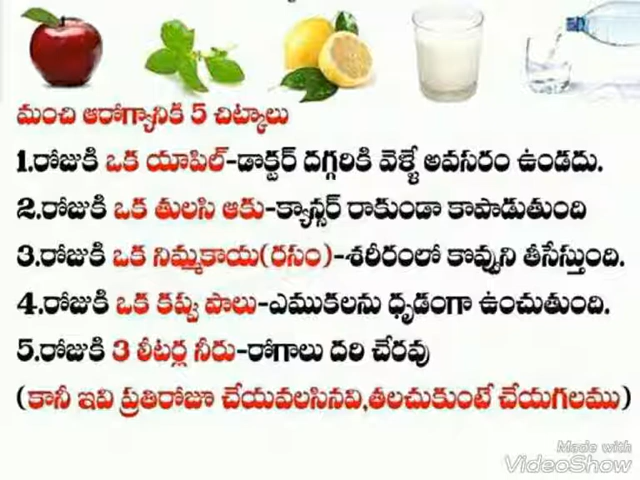 మంచి ఆరోగ్యానికి 5 చిట్కాలు
1.రోజుకి ఒక యాపిల్-డాక్టర్ దగ్గరికి వెళ్ళే అవసరం ఉండదు.
2.రోజుకి ఒక తులసి ఆకు-క్యాన్సర్ రాకుండా కాపాడుతుంది
3.రోజుకి ఒక నిమ్మకాయ(రసం)-శరీరంలో కొవ్వుని తీసేస్తుంది.
4.రోజుకి ఒక కప్పు పాలు-ఎముకలను ధృడంగా ఉంచుతుంది.
5.రోజుకి 3 లీటర్ల నీరు-రోగాలు దరి చేరవు
(కానీ ఇవి ప్రతిరోజూ చేయవలసినవి,తలచుకుంటే చేయగలము)
Made with
VideoShow